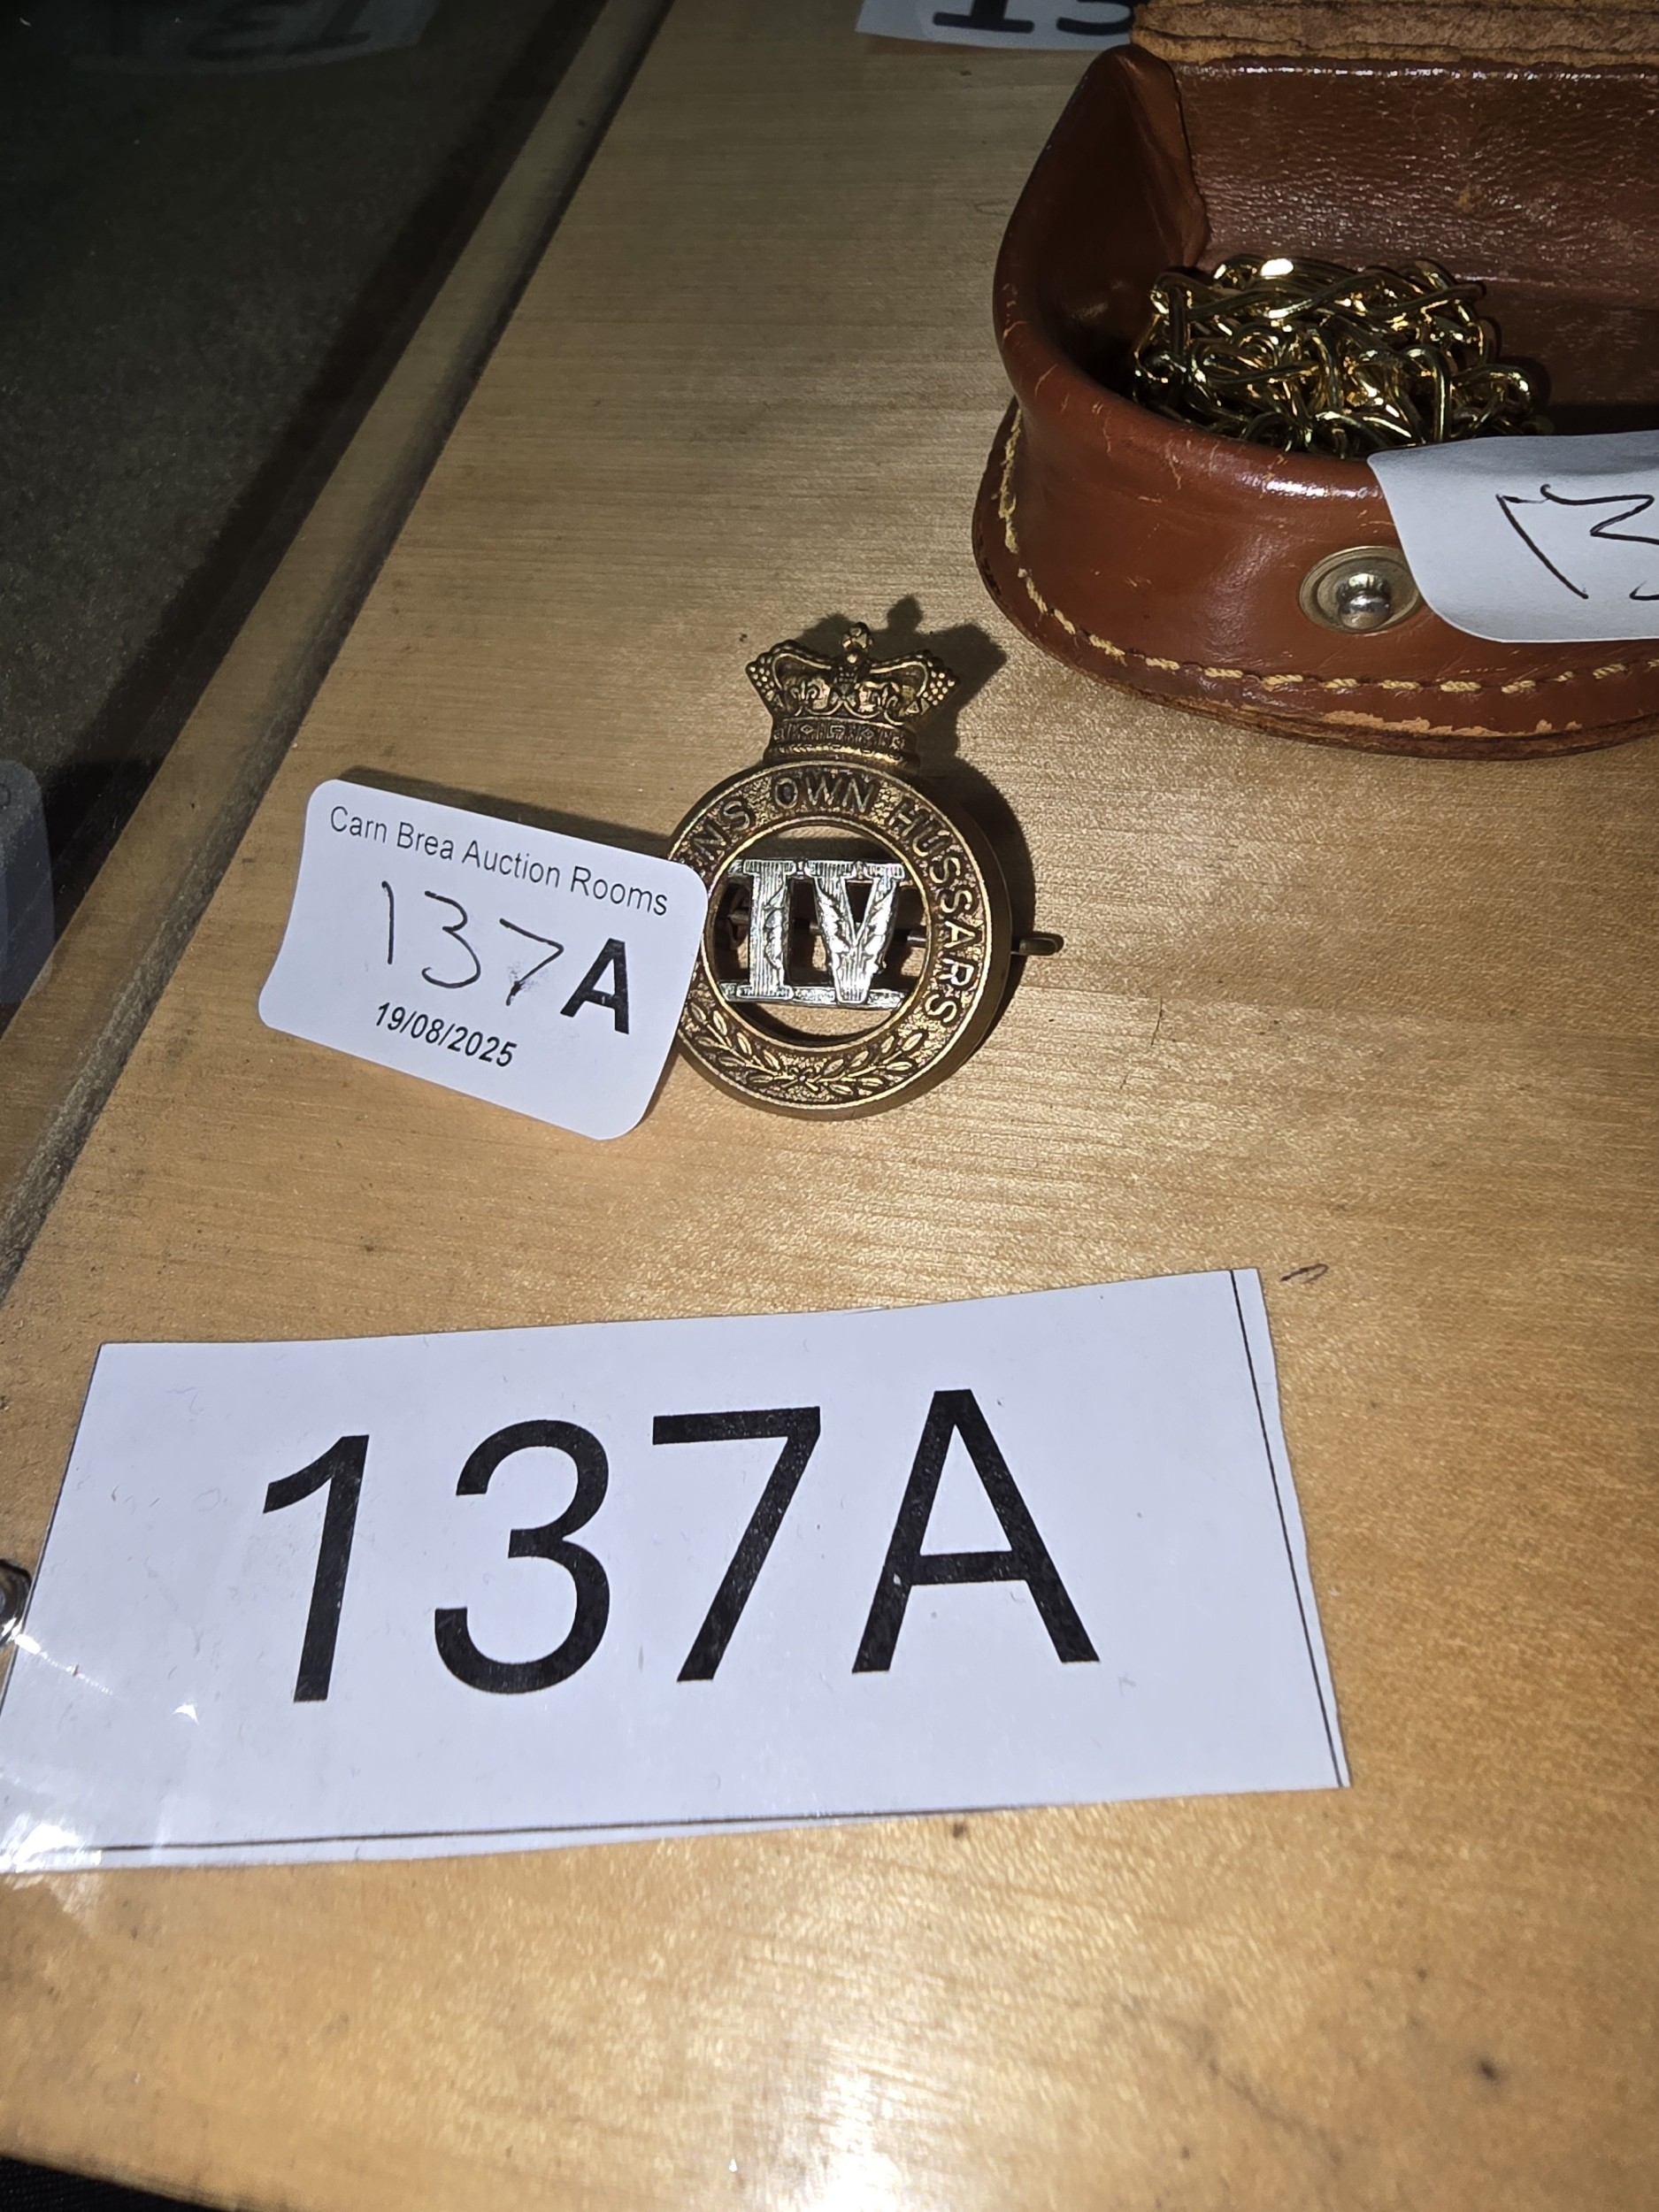 OWN HUSSARS
IV
Carn Brea Auction Rooms
137A
19/08/2025
137A